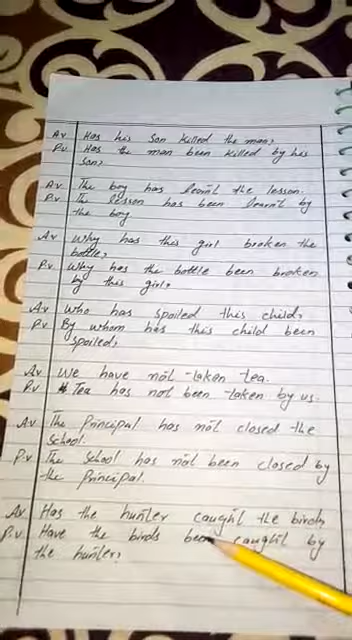 A.V Has his son killed the man?
P.V. Has the man been killed by his
son?
A.V The boy has learnt the lesson.
P.V. The lesson has been learnt by
the boy
A.V Why has this girl broken the
bottle?
P.V. Why has the bottle been broken
by this girl?
A.V Who has spoiled this child?
P.V By whom has this child been
spoiled?
A.V We have not taken tea.
P.V Tea has not been taken by us.
A.V The Principal has not closed the
School.
P.V. The School has not been closed by
the Principal.
A.V Has the hunter caught the birds?
P.V. Have the birds been caught by
the hunter?